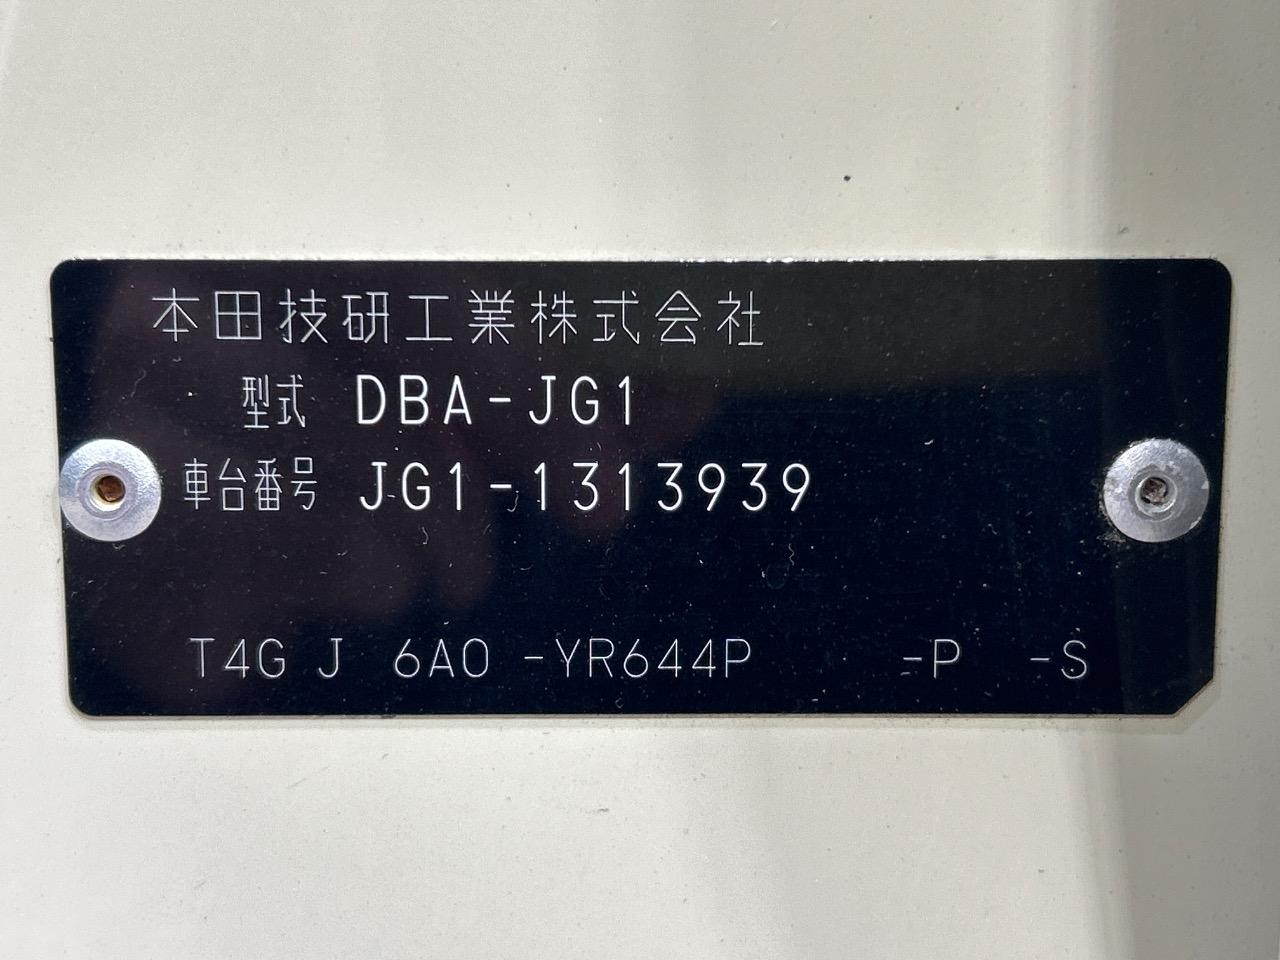 本田技研工業株式会社
型式 DBA-JG1
車台番号 JG1-1313939
T4G J 6A0 -YR644P -P -S